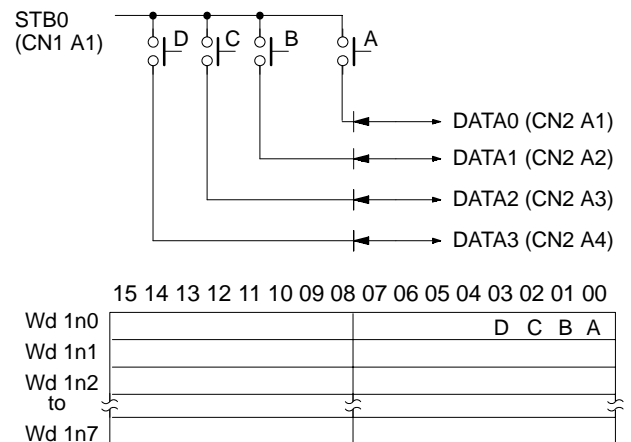 STB0
(CN1 A1)
D C B A
DATA0 (CN2 A1)
DATA1 (CN2 A2)
DATA2 (CN2 A3)
DATA3 (CN2 A4)
15 14 13 12 11 10 09 08 07 06 05 04 03 02 01 00
Wd 1n0 D C B A
Wd 1n1
Wd 1n2
to
Wd 1n7